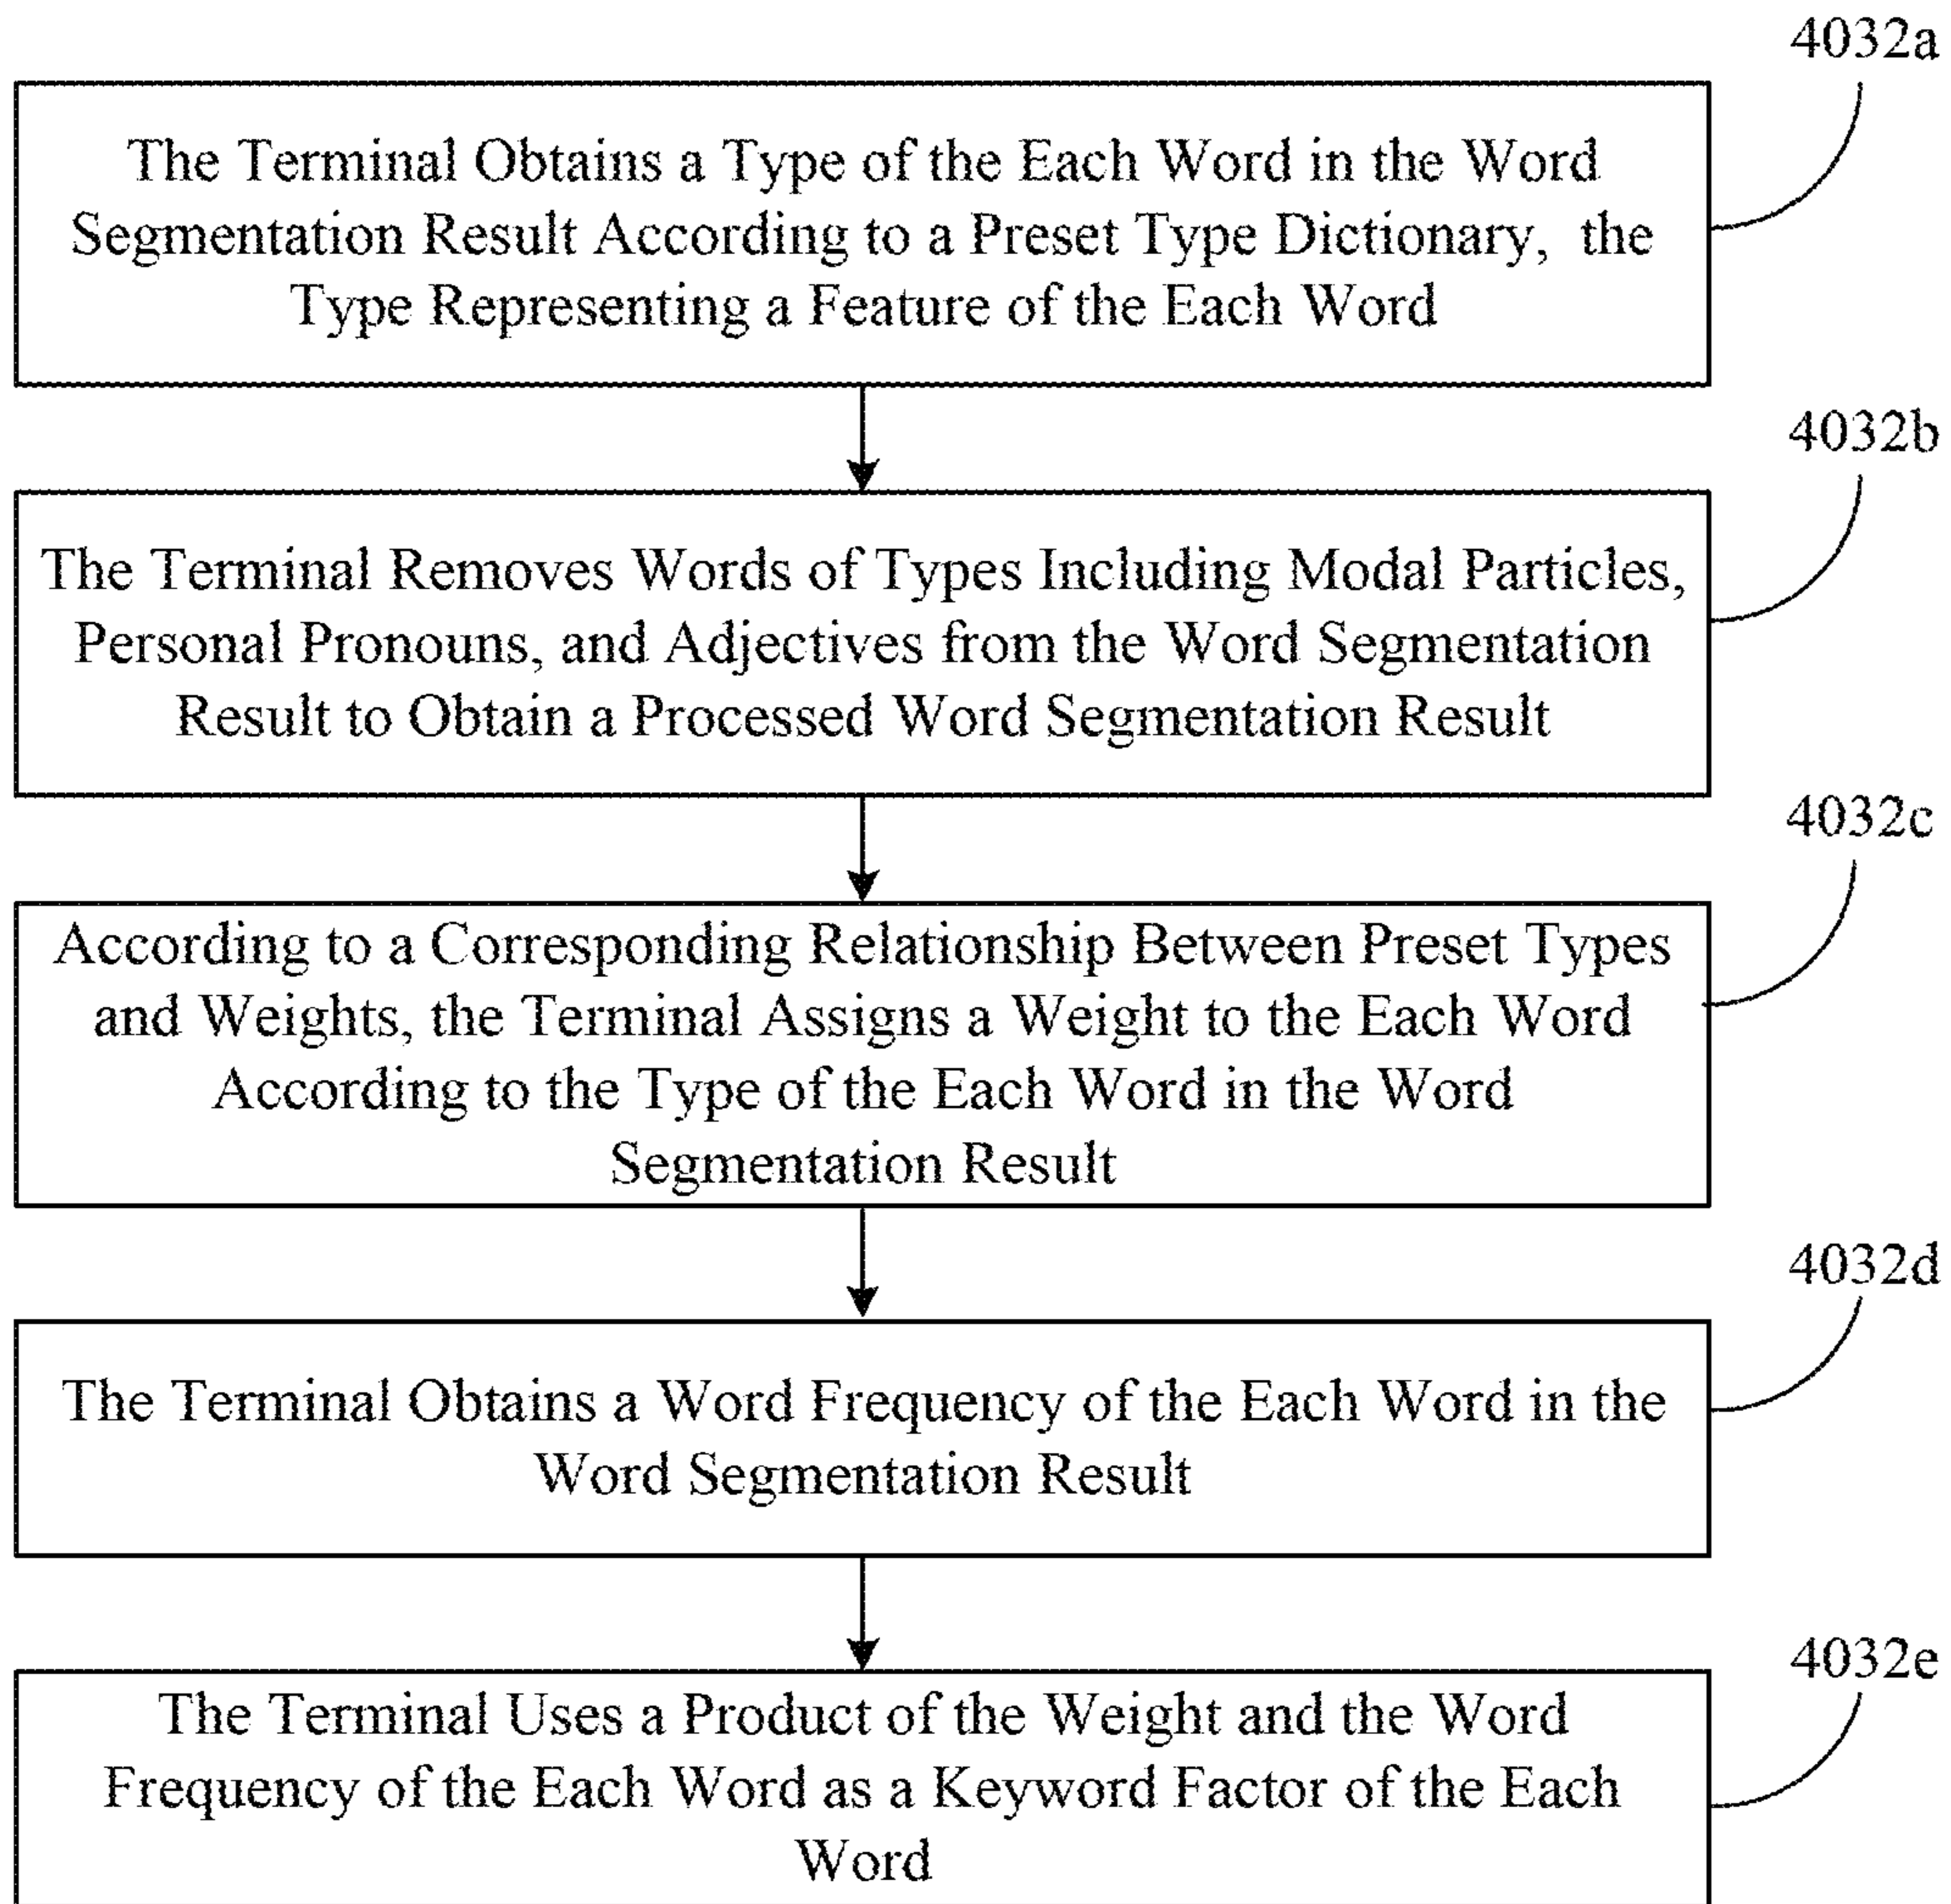 4032a
The Terminal Obtains a Type of the Each Word in the Word
Segmentation Result According to a Preset Type Dictionary, the
Type Representing a Feature of the Each Word
4032b
The Terminal Removes Words of Types Including Modal Particles,
Personal Pronouns, and Adjectives from the Word Segmentation
Result to Obtain a Processed Word Segmentation Result
4032c
According to a Corresponding Relationship Between Preset Types
and Weights, the Terminal Assigns a Weight to the Each Word
According to the Type of the Each Word in the Word
Segmentation Result
4032d
The Terminal Obtains a Word Frequency of the Each Word in the
Word Segmentation Result
4032e
The Terminal Uses a Product of the Weight and the Word
Frequency of the Each Word as a Keyword Factor of the Each
Word